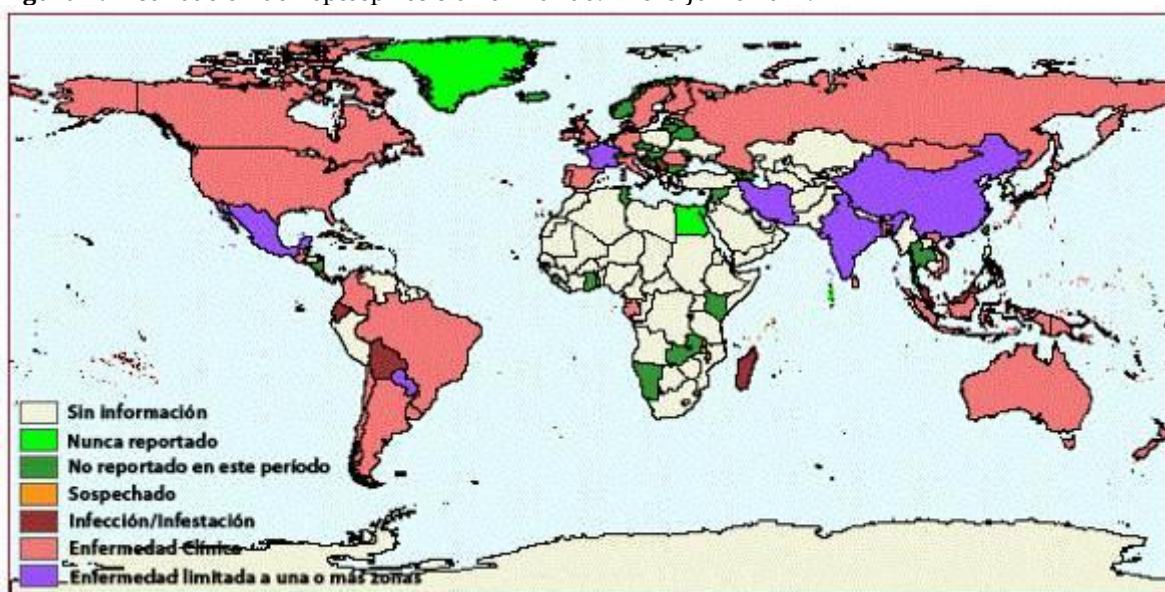 Sin información
Nunca reportado
No reportado en este período
Sospechado
Infección/Infestación
Enfermedad Clínica
Enfermedad limitada a una o más zonas